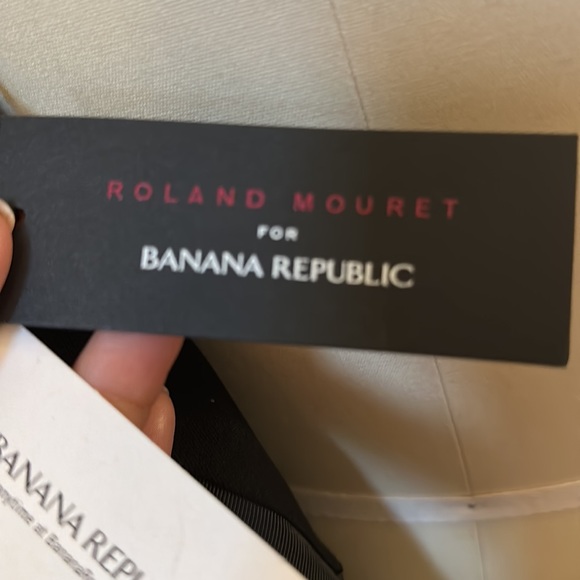 ROLAND MOURET
FOR
BANANA REPUBLIC
BANANA REPU